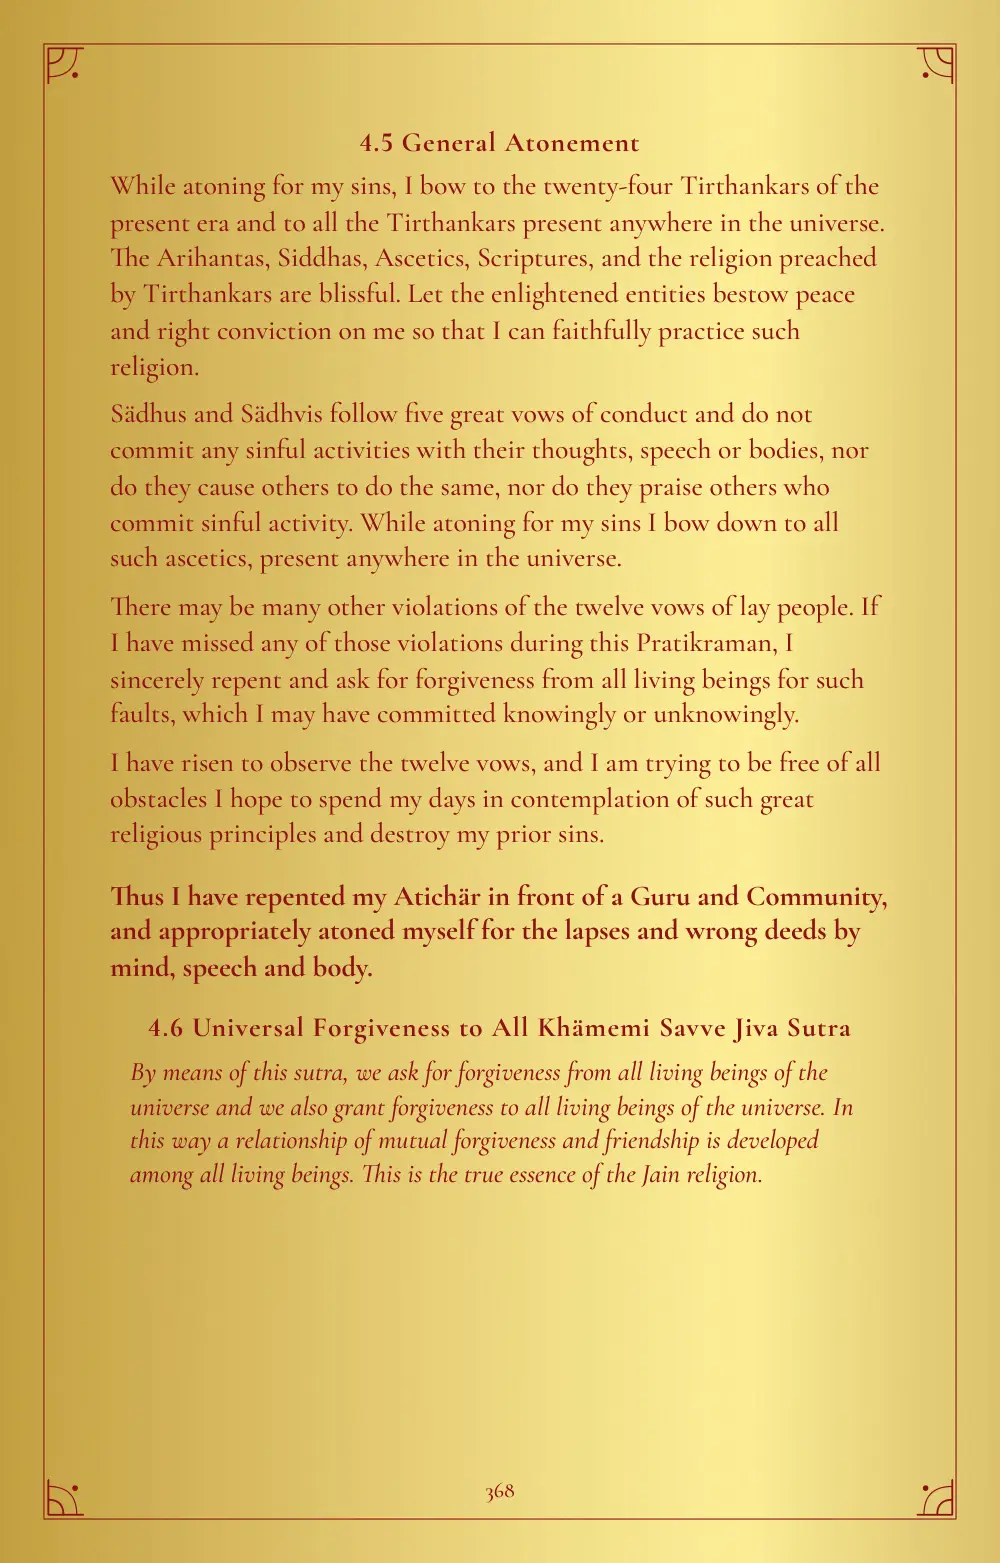 4.5 General Atonement
While atoning for my sins, I bow to the twenty-four Tirthankars of the
present era and to all the Tirthankars present anywhere in the universe.
The Arihantas, Siddhas, Ascetics, Scriptures, and the religion preached
by Tirthankars are blissful. Let the enlightened entities bestow peace
and right conviction on me so that I can faithfully practice such
religion.
Sädhus and Sädhvis follow five great vows of conduct and do not
commit any sinful activities with their thoughts, speech or bodies, nor
do they cause others to do the same, nor do they praise others who
commit sinful activity. While atoning for my sins I bow down to all
such ascetics, present anywhere in the universe.
There may be many other violations of the twelve vows of lay people. If
I have missed any of those violations during this Pratikraman, I
sincerely repent and ask for forgiveness from all living beings for such
faults, which I may have committed knowingly or unknowingly.
I have risen to observe the twelve vows, and I am trying to be free of all
obstacles I hope to spend my days in contemplation of such great
religious principles and destroy my prior sins.
Thus I have repented my Atichär in front of a Guru and Community,
and appropriately atoned myself for the lapses and wrong deeds by
mind, speech and body.
4.6 Universal Forgiveness to All Khämemi Savve Jiva Sutra
By means of this sutra, we ask for forgiveness from all living beings of the
universe and we also grant forgiveness to all living beings of the universe. In
this way a relationship of mutual forgiveness and friendship is developed
among all living beings. This is the true essence of the Jain religion.
368